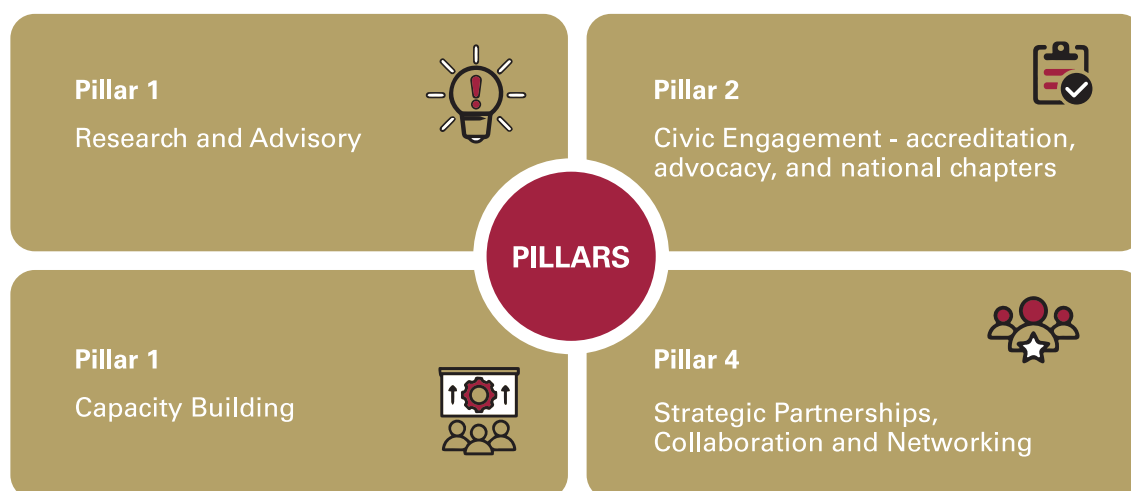 Pillar 1
Research and Advisory
Pillar 2
Civic Engagement - accreditation,
advocacy, and national chapters
PILLARS
Pillar 1
Capacity Building
Pillar 4
Strategic Partnerships,
Collaboration and Networking